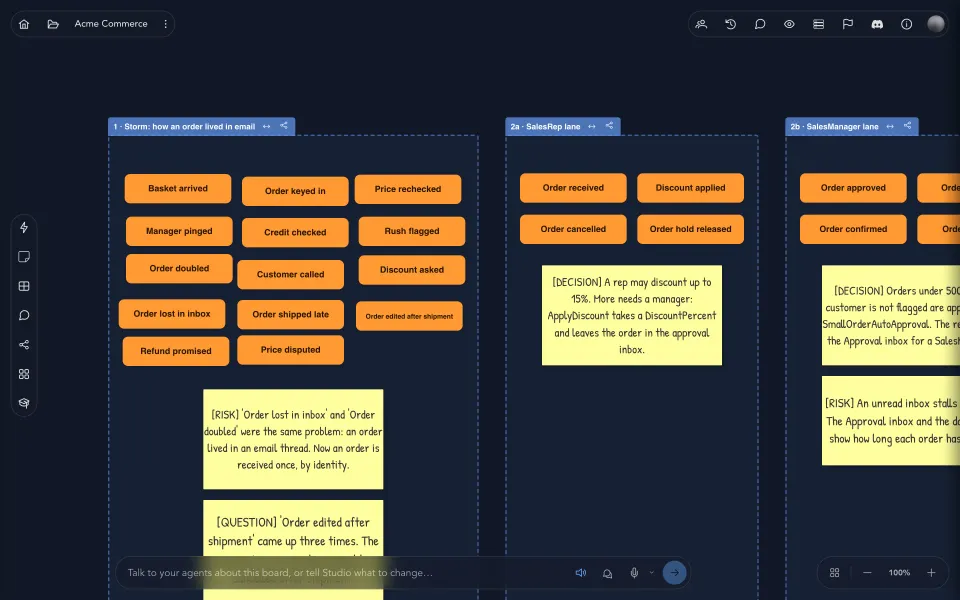 Acme Commerce
1 · Storm: how an order lived in email
2a · SalesRep lane
2b · SalesManager lane
Basket arrived
Order keyed in
Price rechecked
Manager pinged
Credit checked
Rush flagged
Order doubled
Customer called
Discount asked
Order lost in inbox
Order shipped late
Order edited after shipment
Refund promised
Price disputed
[RISK] 'Order lost in inbox' and 'Order
doubled' were the same problem: an order
lived in an email thread. Now an order is
received once, by identity.
[QUESTION] 'Order edited after
shipment' came up three times. The
Order received
Discount applied
Order cancelled
Order hold released
[DECISION] A rep may discount up to
15%. More needs a manager:
ApplyDiscount takes a DiscountPercent
and leaves the order in the approval
inbox.
Order approved
Orde
Order confirmed
Orde
[DECISION] Orders under 500
customer is not flagged are app
SmallOrderAutoApproval. The re
the Approval inbox for a Sales
[RISK] An unread inbox stalls
The Approval inbox and the da
show how long each order has
Talk to your agents about this board, or tell Studio what to change…
100%